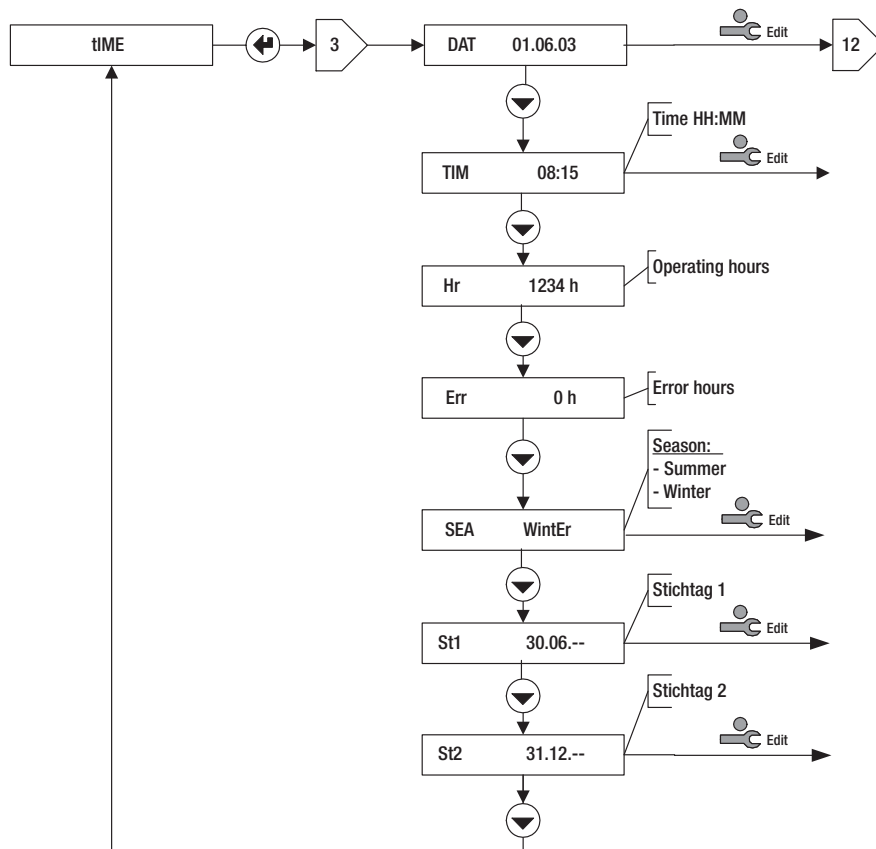 tIME
3
DAT 01.06.03
Edit
12
Time HH:MM
TIM 08:15
Edit
Hr 1234 h
Operating hours
Err 0 h
Error hours
Season:
- Summer
- Winter
SEA WintEr
Edit
Stichtag 1
St1 30.06.--
Edit
Stichtag 2
St2 31.12.--
Edit